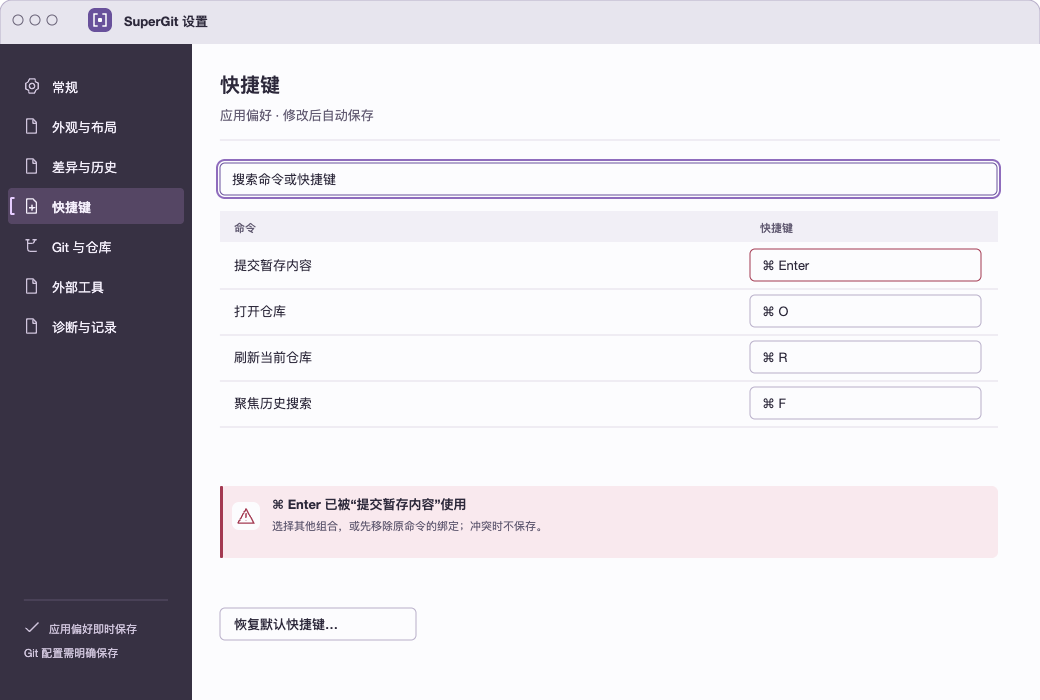 SuperGit 设置
常规
外观与布局
差异与历史
快捷键
Git 与仓库
外部工具
诊断与记录
应用偏好即时保存
Git 配置需明确保存
快捷键
应用偏好 · 修改后自动保存
搜索命令或快捷键
命令 快捷键
提交暂存内容 ⌘ Enter
打开仓库 ⌘ O
刷新当前仓库 ⌘ R
聚焦历史搜索 ⌘ F
⌘ Enter 已被“提交暂存内容”使用
选择其他组合，或先移除原命令的绑定；冲突时不保存。
恢复默认快捷键…